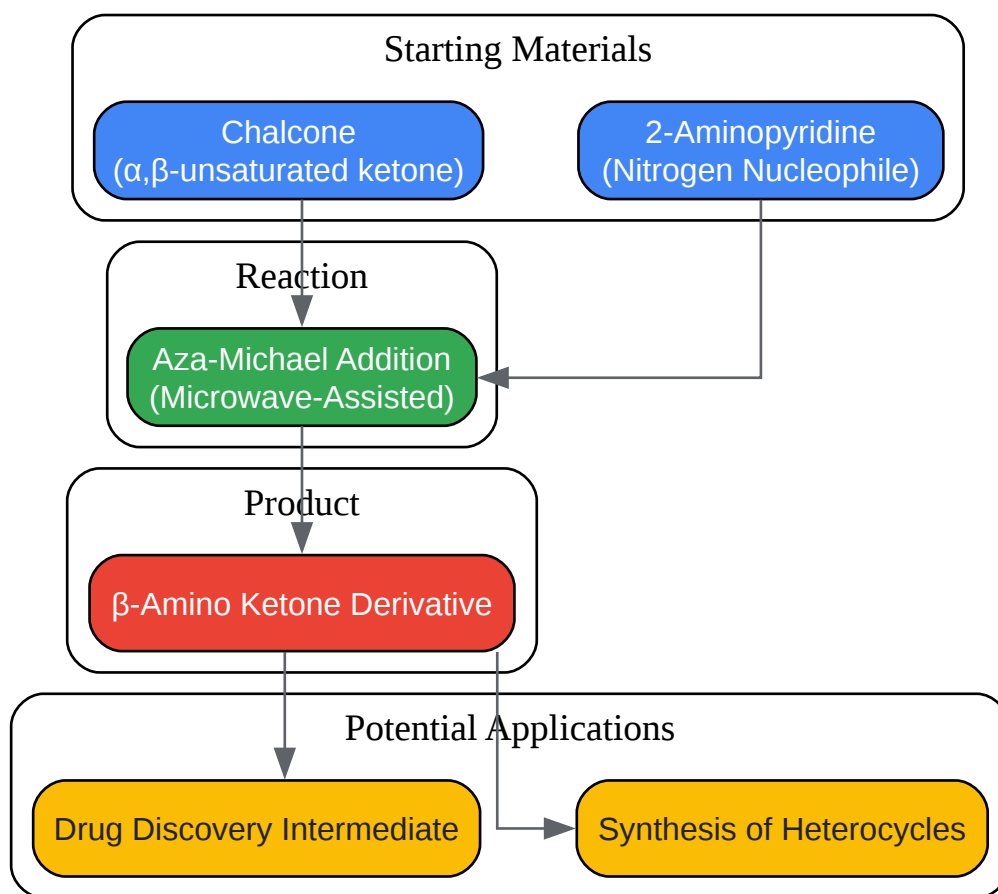 Starting Materials
Chalcone
(α,β-unsaturated ketone)
2-Aminopyridine
(Nitrogen Nucleophile)
Reaction
Aza-Michael Addition
(Microwave-Assisted)
Product
β-Amino Ketone Derivative
Potential Applications
Drug Discovery Intermediate
Synthesis of Heterocycles